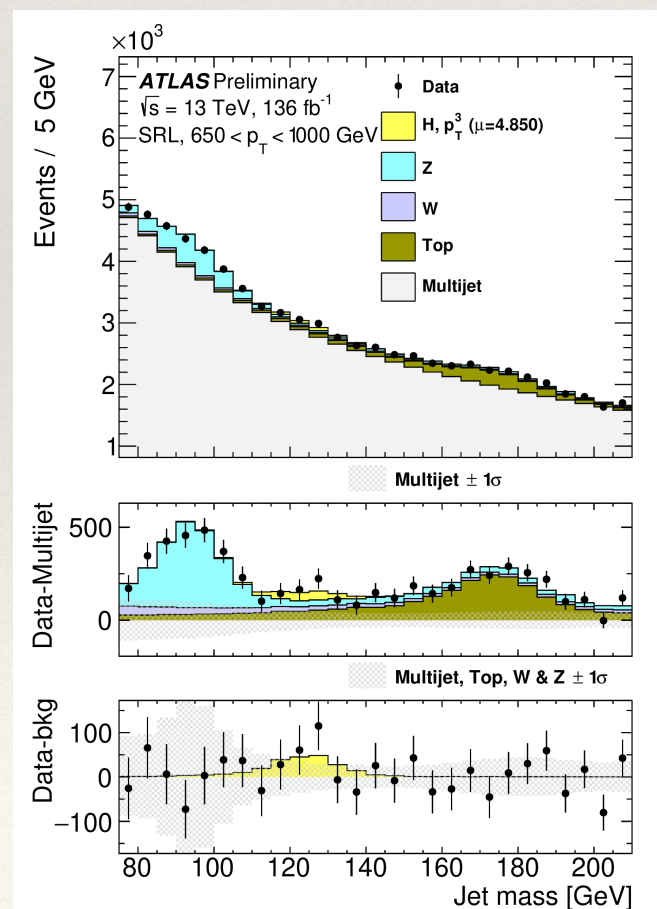 ×10³
Events / 5 GeV
7
6
5
4
3
2
1
ATLAS Preliminary
√s = 13 TeV, 136 fb⁻¹
SRL, 650 < p_T < 1000 GeV
Data
H, p_T³ (μ=4.850)
Z
W
Top
Multijet
Multijet ± 1σ
Data-Multijet
500
0
Multijet, Top, W & Z ± 1σ
Data-bkg
100
0
−100
80 100 120 140 160 180 200
Jet mass [GeV]